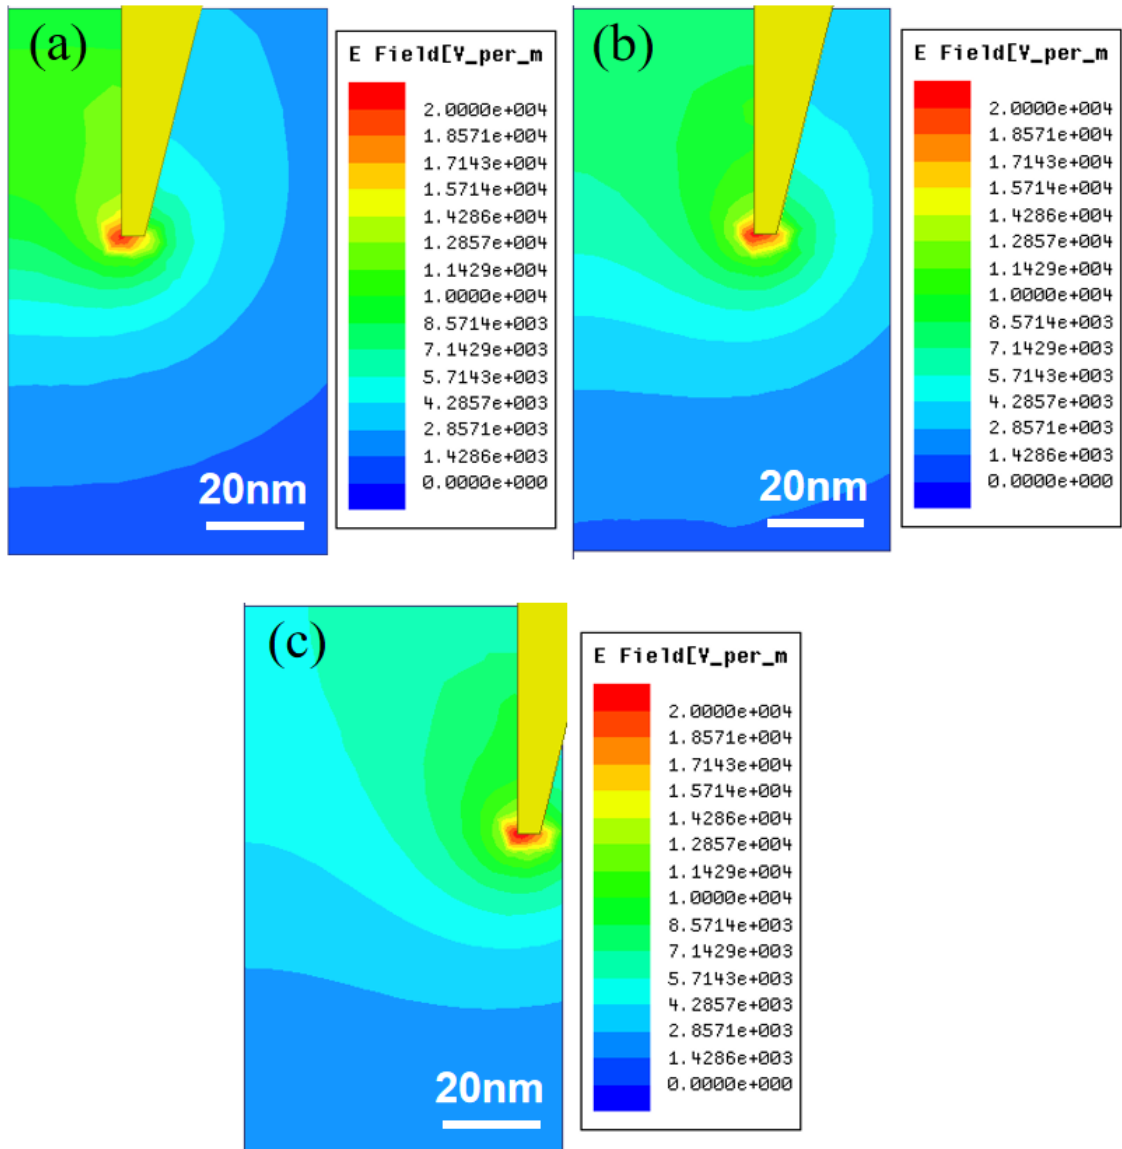 (a)
E Field[V_per_m
2.0000e+004
1.8571e+004
1.7143e+004
1.5714e+004
1.4286e+004
1.2857e+004
1.1429e+004
1.0000e+004
8.5714e+003
7.1429e+003
5.7143e+003
4.2857e+003
2.8571e+003
1.4286e+003
0.0000e+000
20nm
(b)
E Field[V_per_m
2.0000e+004
1.8571e+004
1.7143e+004
1.5714e+004
1.4286e+004
1.2857e+004
1.1429e+004
1.0000e+004
8.5714e+003
7.1429e+003
5.7143e+003
4.2857e+003
2.8571e+003
1.4286e+003
0.0000e+000
20nm
(c)
E Field[V_per_m
2.0000e+004
1.8571e+004
1.7143e+004
1.5714e+004
1.4286e+004
1.2857e+004
1.1429e+004
1.0000e+004
8.5714e+003
7.1429e+003
5.7143e+003
4.2857e+003
2.8571e+003
1.4286e+003
0.0000e+000
20nm